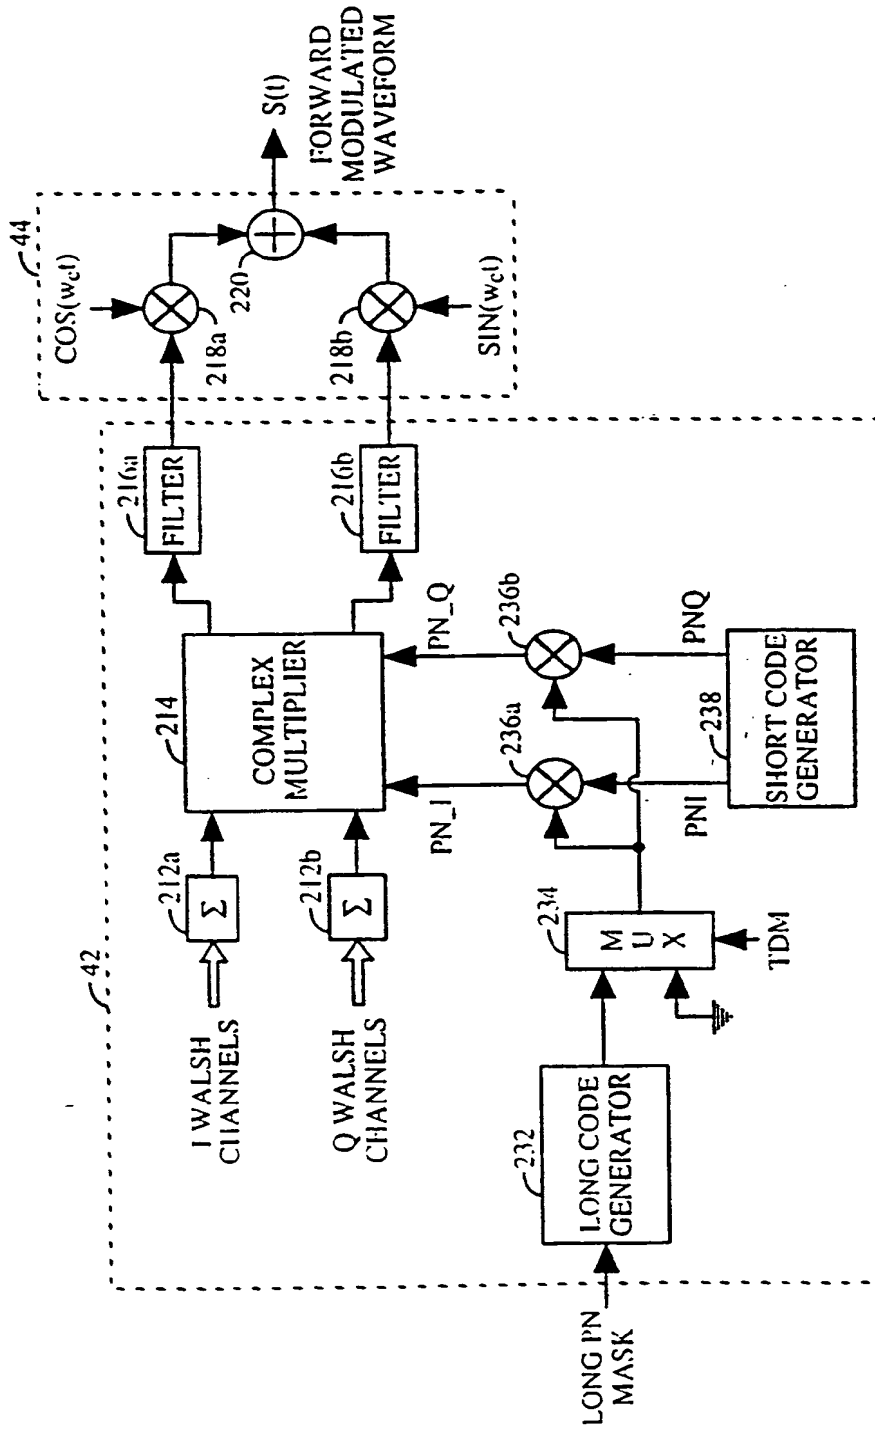 42
44
I WALSH
CHANNELS
212a
Σ
Q WALSH
CHANNELS
212b
Σ
214
COMPLEX
MULTIPLIER
216a
FILTER
216b
FILTER
COS(wct)
218a
218b
SIN(wct)
220
S(t)
FORWARD
MODULATED
WAVEFORM
PN_I
PN_Q
236a
236b
LONG PN
MASK
232
LONG CODE
GENERATOR
234
M
U
X
TDM
PNI
PNQ
238
SHORT CODE
GENERATOR